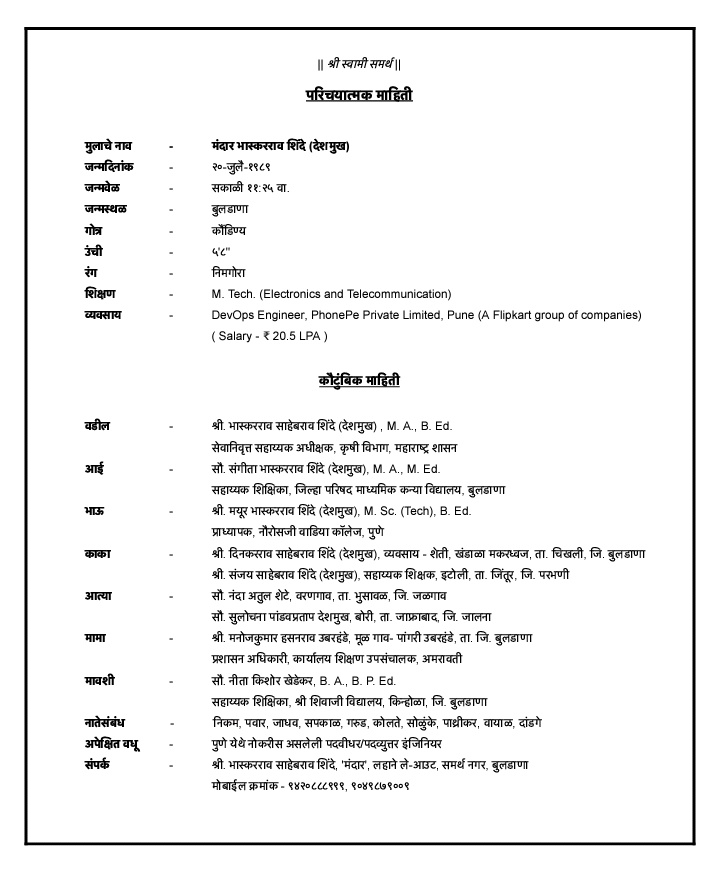 || श्री स्वामी समर्थ ||
परिचयात्मक माहिती
मुलाचे नाव - मंदार भास्करराव शिंदे (देशमुख)
जन्मदिनांक - २०-जुलै-१९८९
जन्मवेळ - सकाळी ११:२५ वा.
जन्मस्थळ - बुलडाणा
गोत्र - कौंडिण्य
उंची - ५'८"
रंग - निमगोरा
शिक्षण - M. Tech. (Electronics and Telecommunication)
व्यवसाय - DevOps Engineer, PhonePe Private Limited, Pune (A Flipkart group of companies)
( Salary - ₹ 20.5 LPA )
कौटुंबिक माहिती
वडील - श्री. भास्करराव साहेबराव शिंदे (देशमुख) , M. A., B. Ed.
सेवानिवृत्त सहाय्यक अधीक्षक, कृषी विभाग, महाराष्ट्र शासन
आई - सौ. संगीता भास्करराव शिंदे (देशमुख), M. A., M. Ed.
सहाय्यक शिक्षिका, जिल्हा परिषद माध्यमिक कन्या विद्यालय, बुलडाणा
भाऊ - श्री. मयूर भास्करराव शिंदे (देशमुख), M. Sc. (Tech), B. Ed.
प्राध्यापक, नौरोसजी वाडिया कॉलेज, पुणे
काका - श्री. दिनकरराव साहेबराव शिंदे (देशमुख), व्यवसाय - शेती, खंडाळा मकरध्वज, ता. चिखली, जि. बुलडाणा
श्री. संजय साहेबराव शिंदे (देशमुख), सहाय्यक शिक्षक, इटोली, ता. जिंतूर, जि. परभणी
आत्या - सौ. नंदा अतुल शेटे, वरणगाव, ता. भुसावळ, जि. जळगाव
सौ. सुलोचना पांडवप्रताप देशमुख, बोरी, ता. जाफ्राबाद, जि. जालना
मामा - श्री. मनोजकुमार हसनराव उबरहंडे, मूळ गाव- पांगरी उबरहंडे, ता. जि. बुलडाणा
प्रशासन अधिकारी, कार्यालय शिक्षण उपसंचालक, अमरावती
मावशी - सौ. नीता किशोर खेडेकर, B. A., B. P. Ed.
सहाय्यक शिक्षिका, श्री शिवाजी विद्यालय, किन्होळा, जि. बुलडाणा
नातेसंबंध - निकम, पवार, जाधव, सपकाळ, गरुड, कोलते, सोळुंके, पाथ्रीकर, वायाळ, दांडगे
अपेक्षित वधू - पुणे येथे नोकरीस असलेली पदवीधर/पदव्युत्तर इंजिनियर
संपर्क - श्री. भास्करराव साहेबराव शिंदे, 'मंदार', लहाने ले-आउट, समर्थ नगर, बुलडाणा
मोबाईल क्रमांक - ९४२०८८८९९९, ९०४९८७९००९